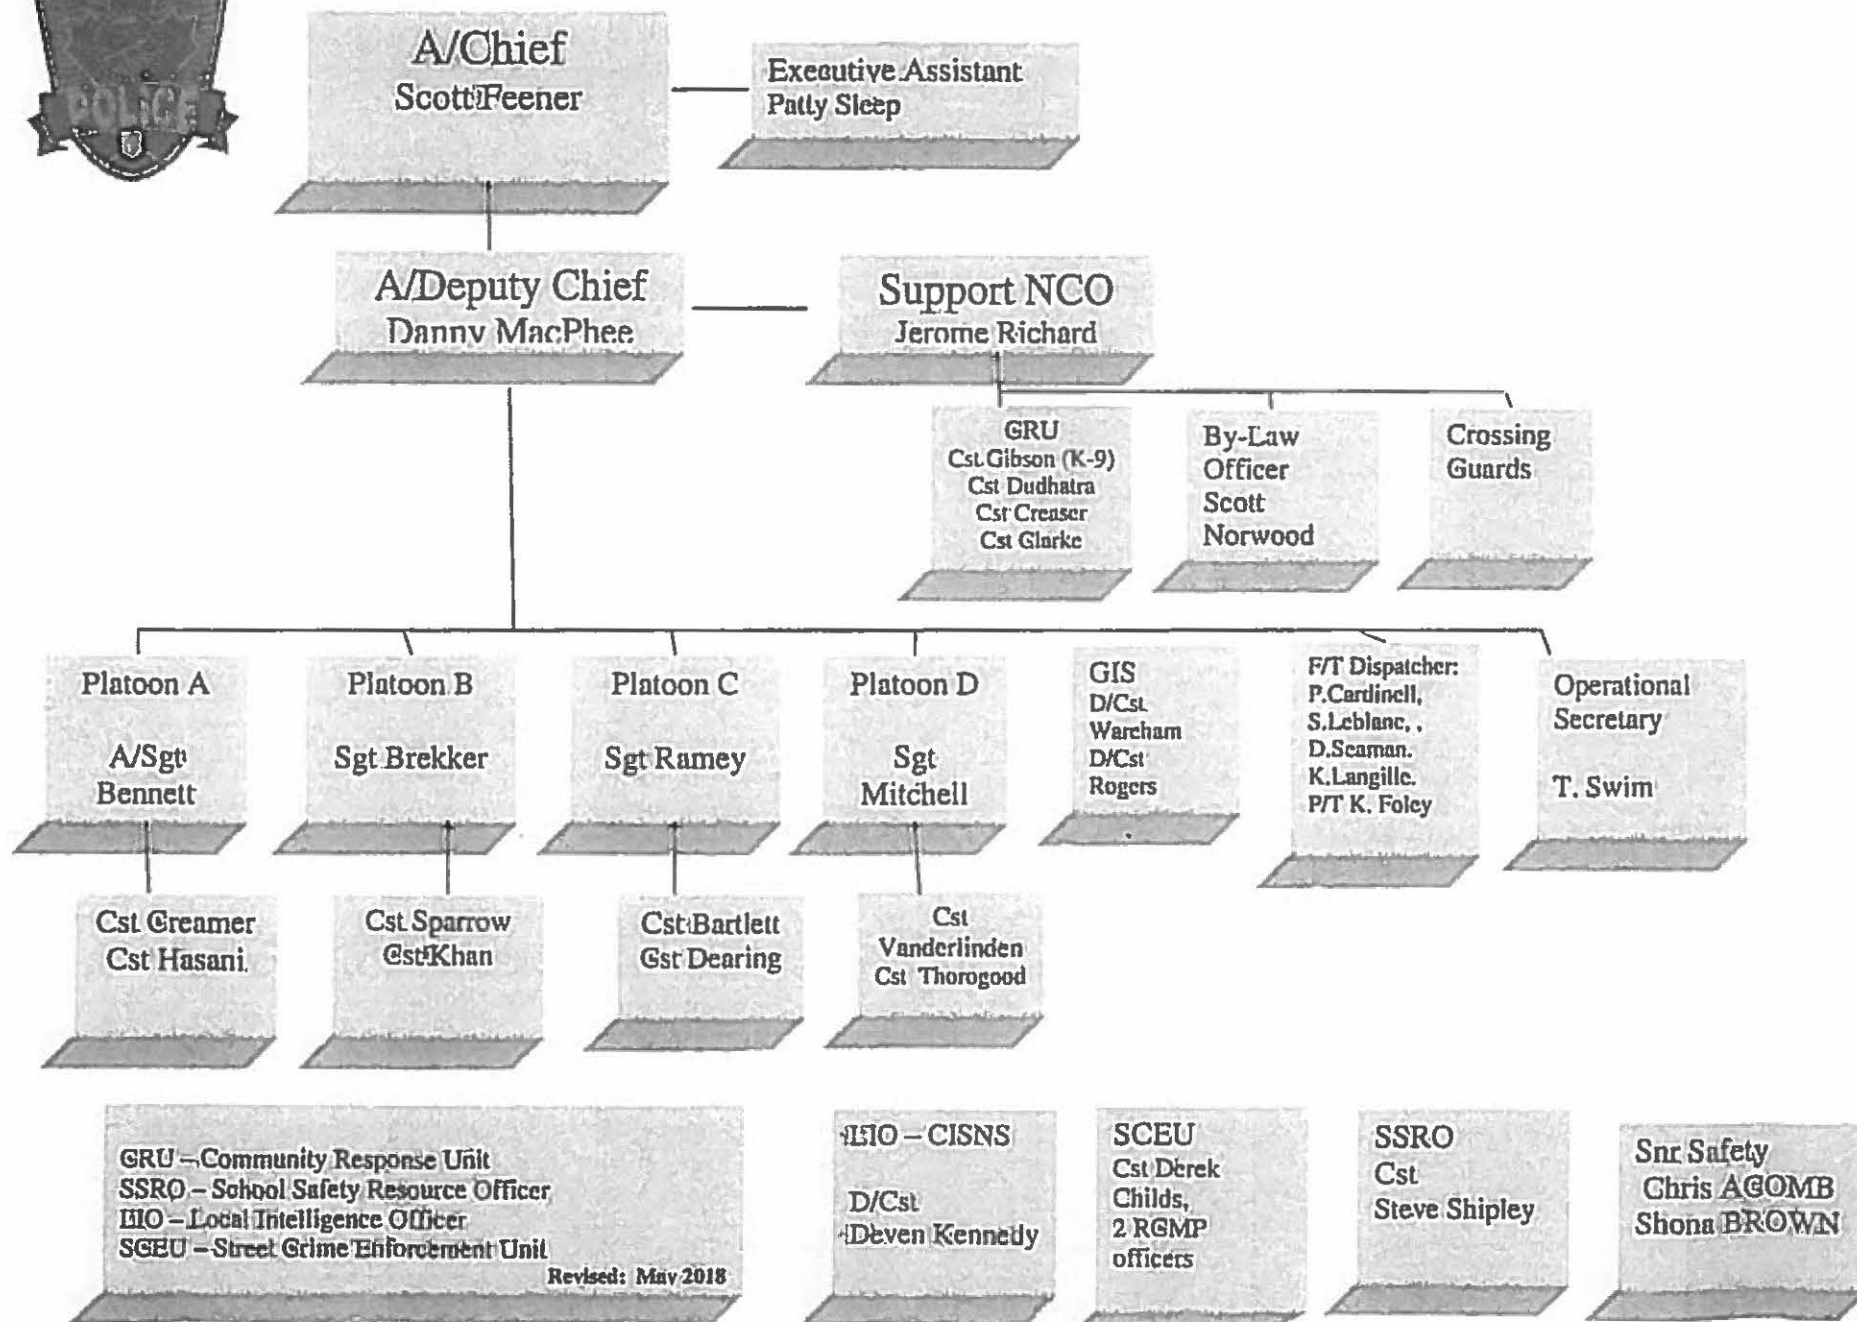 POLICE
A/Chief
Scott Feener
Executive Assistant
Patty Sleep
A/Deputy Chief
Danny MacPhee
Support NCO
Jerome Richard
CRU
Cst. Gibson (K-9)
Cst Dudhatra
Cst Creaser
Cst Clarke
By-Law
Officer
Scott
Norwood
Crossing
Guards
Platoon A
A/Sgt
Bennett
Platoon B
Sgt Brekker
Platoon C
Sgt Ramey
Platoon D
Sgt
Mitchell
GIS
D/Cst.
Wareham
D/Cst
Rogers
F/T Dispatcher:
P.Cardinell,
S.Leblanc, ,
D.Seaman.
K.Langille.
P/T K. Foley
Operational
Secretary
T. Swim
Cst Creamer
Cst Hasani.
Cst Sparrow
Cst Khan
Cst Bartlett
Cst Dearing
Cst
Vanderlinden
Cst Thorogood
CRU – Community Response Unit
SSRO – School Safety Resource Officer
LIO – Local Intelligence Officer
SCEU – Street Crime Enforcement Unit
Revised: May 2018
LIO – CISNS
D/Cst
Deven Kennedy
SCEU
Cst Derek
Childs,
2 RCMP
officers
SSRO
Cst
Steve Shipley
Snr Safety
Chris ACOMB
Shona BROWN